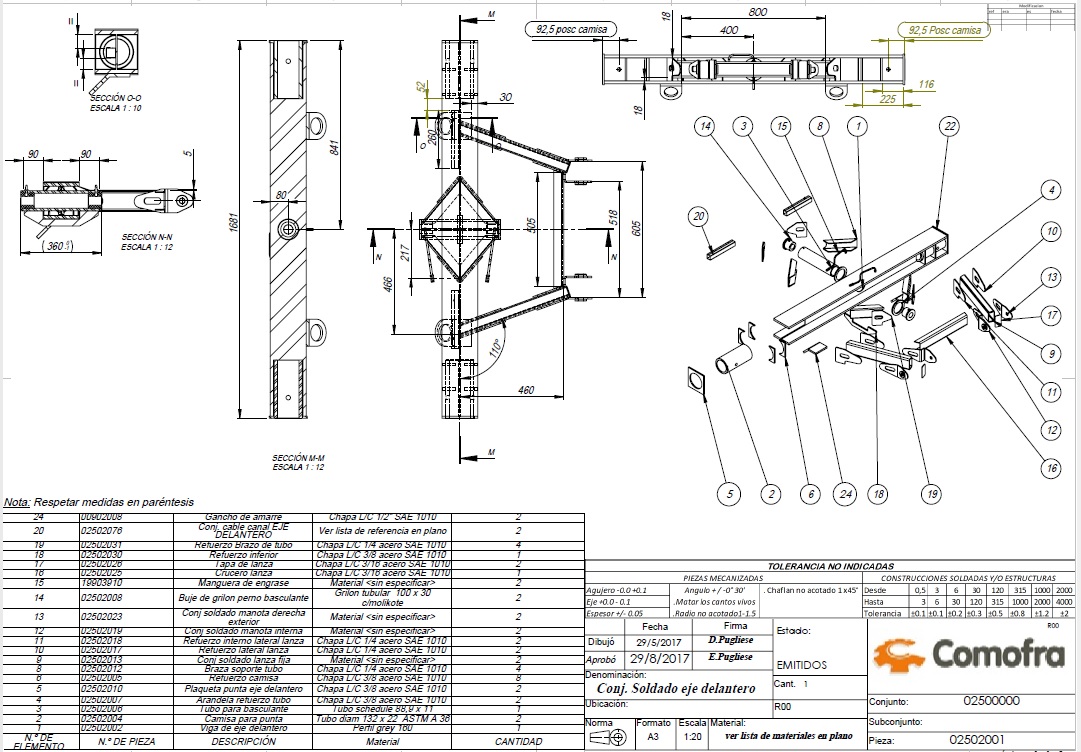 Identificacion
92,5 posc camisa
18
800
400
92,5 Posc camisa
116
225
18
SECCIÓN O-O
ESCALA 1 : 10
90
90
5
(360
SECCIÓN N-N
ESCALA 1 : 12
1681
841
80
SECCIÓN M-M
ESCALA 1 : 12
M
52
30
260
O
O
N
N
217
466
505
518
605
110°
460
M
14
3
15
8
1
22
4
20
10
13
17
9
11
12
16
5
2
6
24
18
19
Nota: Respetar medidas en paréntesis
24 00902008 Gancho de amarre Chapa L/C 1/2" SAE 1010 2
20 02502076 Conj. cable canal EJE DELANTERO Ver lista de referencia en plano 2
19 02502031 Refuerzo Brazo de tubo Chapa L/C 1/4 acero SAE 1010 4
18 02502030 Refuerzo inferior Chapa L/C 3/8 acero SAE 1010 1
17 02502026 Tapa de lanza Chapa L/C 3/16 acero SAE 1010 2
16 02502025 Crucero lanza Chapa L/C 3/16 acero SAE 1010 1
15 19903910 Manguera de engrase Material <sin especificar> 2
14 02502008 Buje de grilon perno basculante Grilon tubular 100 x 30 c/molikote 2
13 02502023 Conj soldado manota derecha exterior Material <sin especificar> 2
12 02502019 Conj soldado manota interna Material <sin especificar> 2
11 02502018 Refuerzo interno lateral lanza Chapa L/C 1/4 acero SAE 1010 2
10 02502017 Refuerzo lateral lanza Chapa L/C 1/4 acero SAE 1010 2
9 02502013 Conj soldado lanza fija Material <sin especificar> 2
8 02502012 Braza soporte tubo Chapa L/C 1/4 acero SAE 1010 4
6 02502005 Refuerzo camisa Chapa L/C 3/8 acero SAE 1010 8
5 02502010 Plaqueta punta eje delantero Chapa L/C 3/8 acero SAE 1010 2
4 02502007 Arandela refuerzo tubo Chapa L/C 3/8 acero SAE 1010 2
3 02502006 Tubo para basculante Tubo schedule 88,9 x 11 1
2 02502004 Camisa para punta Tubo diam 132 x 22 ASTM A 36 2
1 02502002 Viga de eje delantero Perfil grey 160 1
N.º DE ELEMENTO N.º DE PIEZA DESCRIPCIÓN Material CANTIDAD
TOLERANCIA NO INDICADAS
PIEZAS MECANIZADAS CONSTRUCCIONES SOLDADAS Y/O ESTRUCTURAS
Agujero -0.0 +0.1 Angulo + / -0° 30' . Chaflan no acotado 1 x45° Desde 0,5 3 6 30 120 315 1000 2000
Eje +0.0 - 0.1 .Matar los cantos vivos Hasta 3 6 30 120 315 1000 2000 4000
Espesor +/- 0.05 .Radio no acotado1-1.5 Tolerancia ±0.1 ±0.1 ±0.2 ±0.3 ±0.5 ±0.8 ±1.2 ±2
Fecha Firma
Dibujó 29/5/2017 D.Pugliese
Aprobó 29/8/2017 E.Pugliese
Estado:
EMITIDOS
R00
Comofra
Denominación:
Conj. Soldado eje delantero
Cant. 1
Ubicación:
R00
Conjunto: 02500000
Norma Formato Escala Material:
A3 1:20 ver lista de materiales en plano
Subconjunto:
Pieza: 02502001